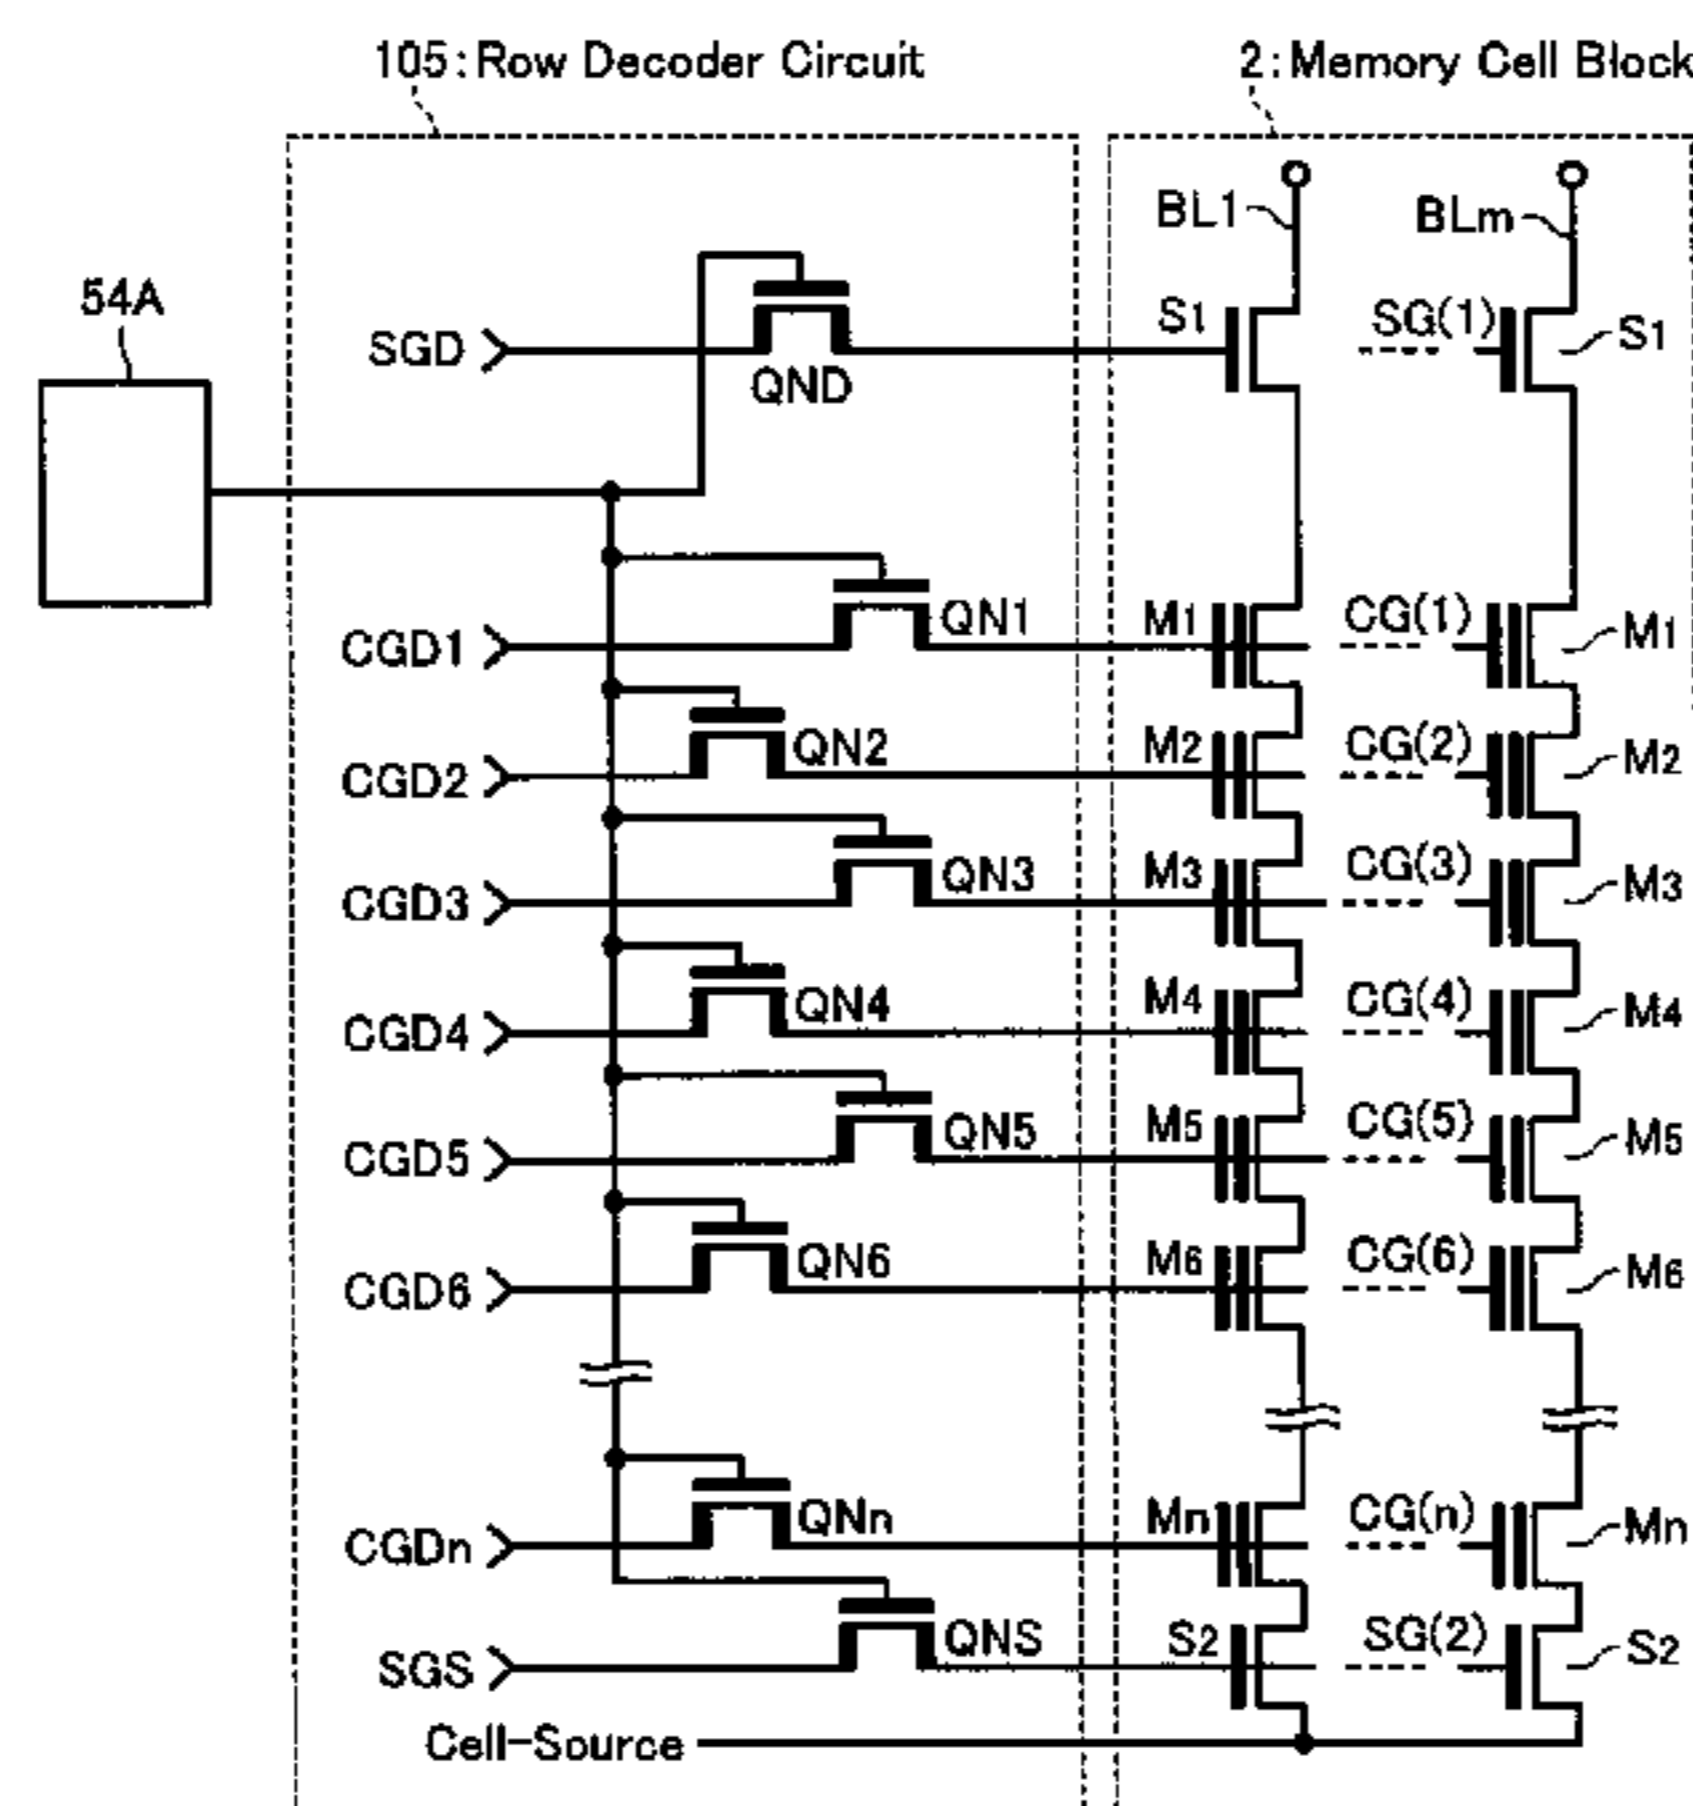 105:Row Decoder Circuit 2:Memory Cell Block
BL1 BLm
54A
SGD QND S1 SG(1) S1
CGD1 QN1 M1 CG(1) M1
CGD2 QN2 M2 CG(2) M2
CGD3 QN3 M3 CG(3) M3
CGD4 QN4 M4 CG(4) M4
CGD5 QN5 M5 CG(5) M5
CGD6 QN6 M6 CG(6) M6
CGDn QNn Mn CG(n) Mn
SGS QNS S2 SG(2) S2
Cell-Source